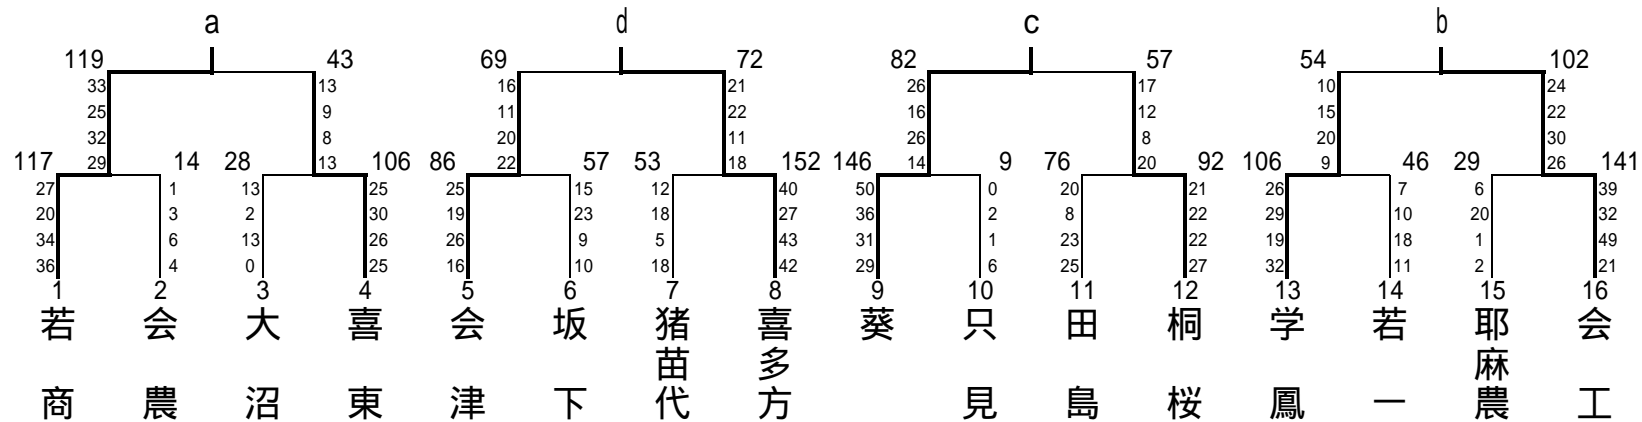 a d c b
119 43 69 72 82 57 54 102
33 13 16 21 26 17 10 24
25 9 11 22 16 12 15 22
32 8 20 11 26 8 20 30
29 13 22 18 14 20 9 26
117 14 28 106 86 57 53 152 146 9 76 92 106 46 29 141
27 1 13 25 25 15 12 40 50 0 20 21 26 7 6 39
20 3 2 30 19 23 18 27 36 2 8 22 29 10 20 32
34 6 13 26 26 9 5 43 31 1 23 22 19 18 1 49
36 4 0 25 16 10 18 42 29 6 25 27 32 11 2 21
1 2 3 4 5 6 7 8 9 10 11 12 13 14 15 16
若商
会農
大沼
喜東
会津
坂下
猪苗代
喜多方
葵
只見
田島
桐桜
学鳳
若一
耶麻農
会工